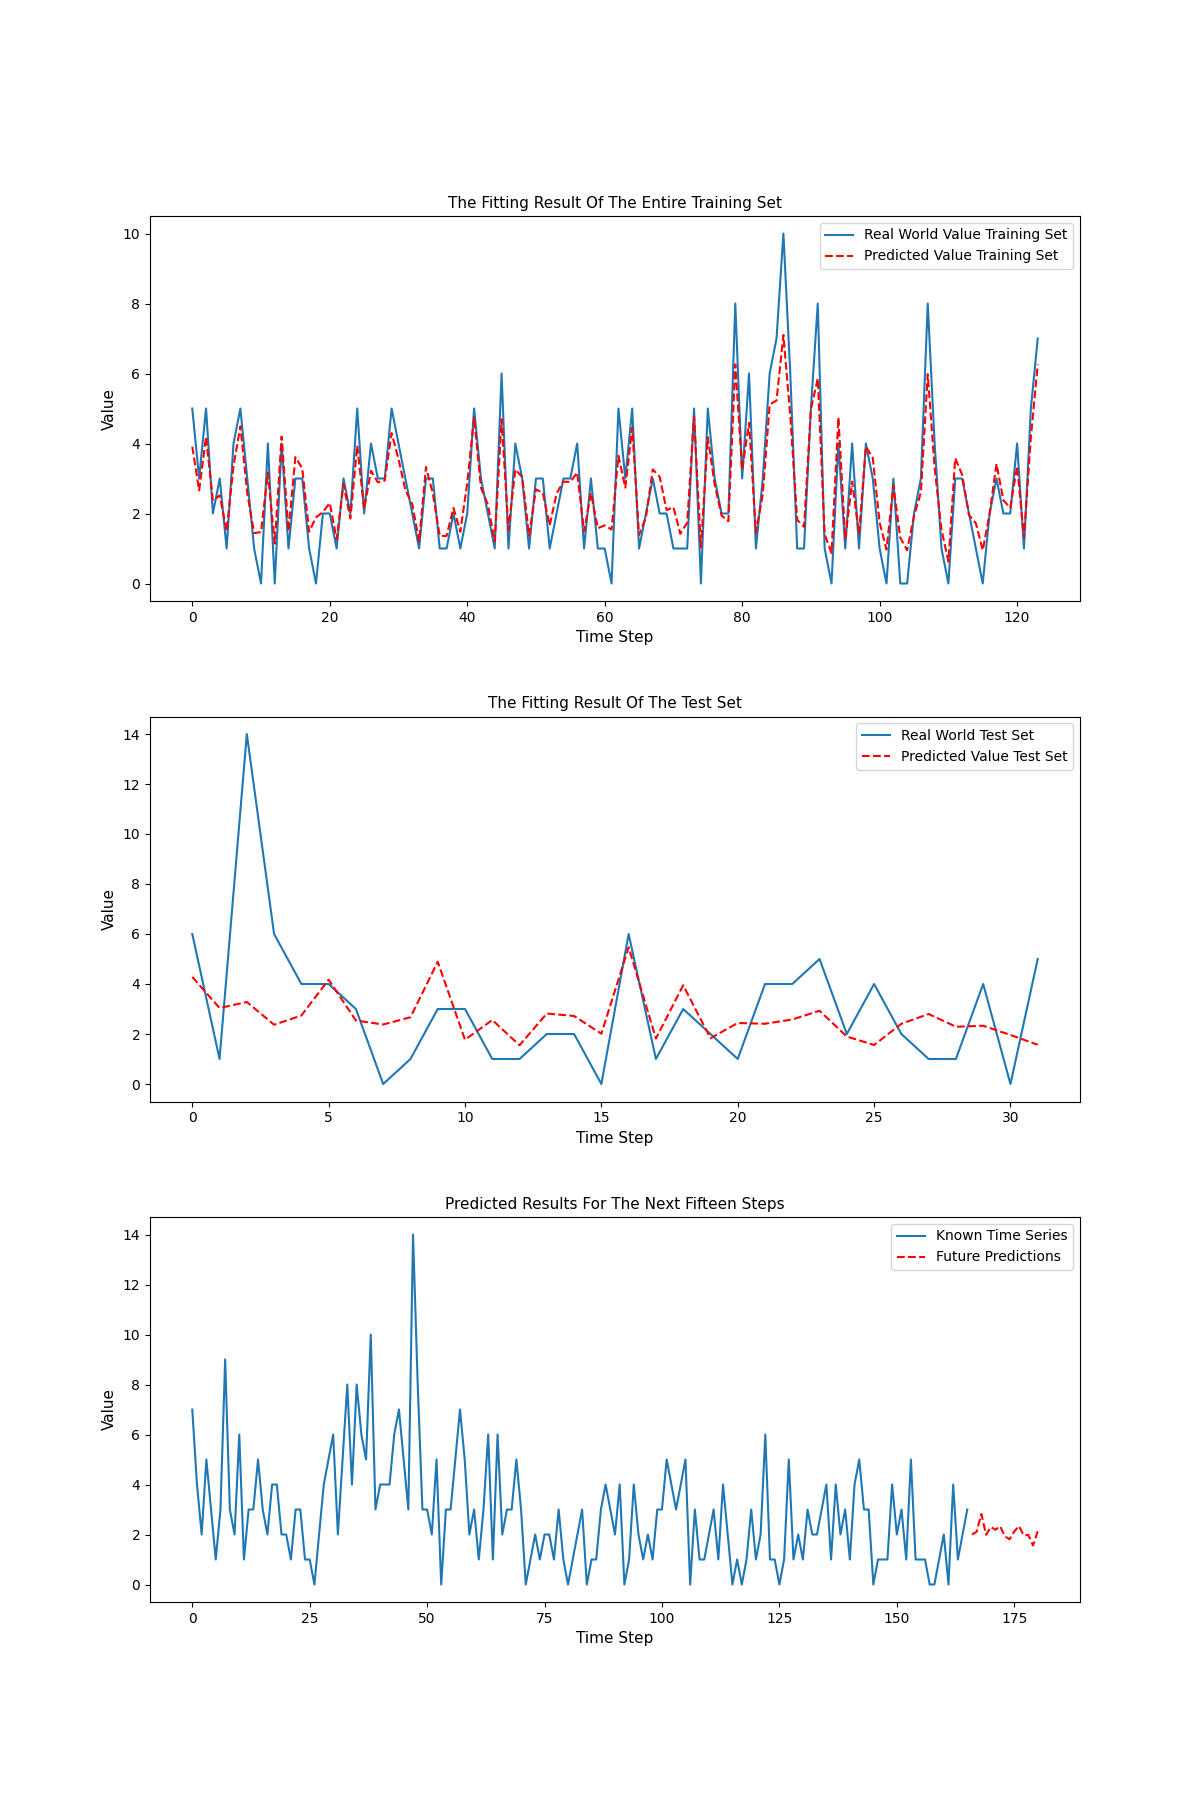 The Fitting Result Of The Entire Training Set
Real World Value Training Set
Predicted Value Training Set
Value
10
8
6
4
2
0
0 20 40 60 80 100 120
Time Step
The Fitting Result Of The Test Set
Real World Test Set
Predicted Value Test Set
Value
14
12
10
8
6
4
2
0
0 5 10 15 20 25 30
Time Step
Predicted Results For The Next Fifteen Steps
Known Time Series
Future Predictions
Value
14
12
10
8
6
4
2
0
0 25 50 75 100 125 150 175
Time Step